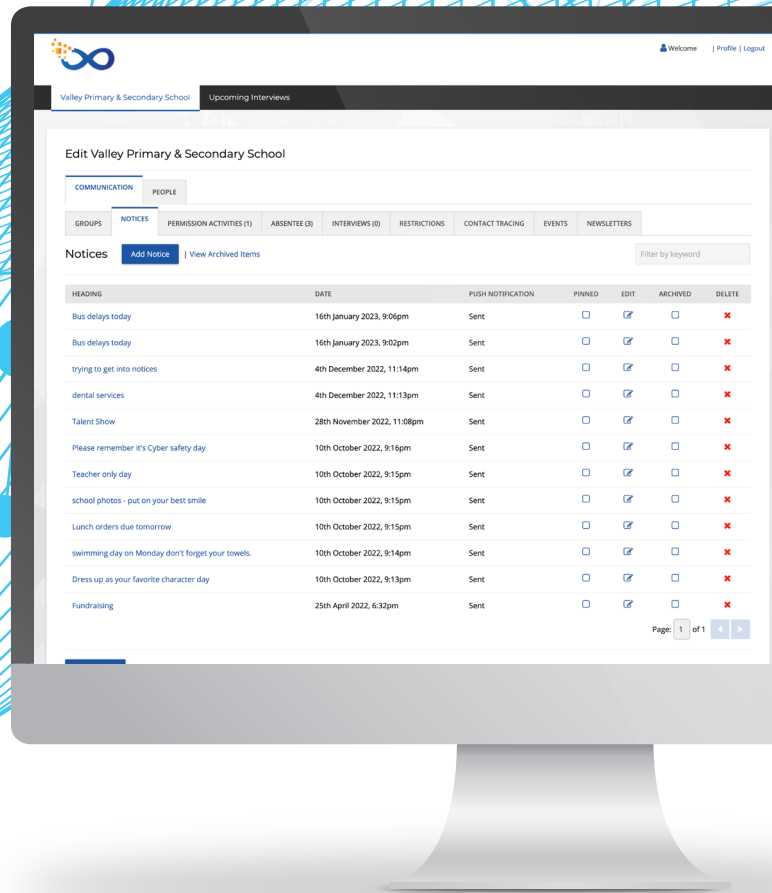 Welcome | Profile | Logout
Valley Primary & Secondary School Upcoming Interviews
Edit Valley Primary & Secondary School
COMMUNICATION PEOPLE
GROUPS NOTICES PERMISSION ACTIVITIES (1) ABSENTEE (3) INTERVIEWS (0) RESTRICTIONS CONTACT TRACING EVENTS NEWSLETTERS
Notices Add Notice | View Archived Items Filter by keyword
HEADING DATE PUSH NOTIFICATION PINNED EDIT ARCHIVED DELETE
Bus delays today 16th January 2023, 9:06pm Sent
Bus delays today 16th January 2023, 9:02pm Sent
trying to get into notices 4th December 2022, 11:14pm Sent
dental services 4th December 2022, 11:13pm Sent
Talent Show 28th November 2022, 11:08pm Sent
Please remember it's Cyber safety day 10th October 2022, 9:16pm Sent
Teacher only day 10th October 2022, 9:15pm Sent
school photos - put on your best smile 10th October 2022, 9:15pm Sent
Lunch orders due tomorrow 10th October 2022, 9:15pm Sent
swimming day on Monday don't forget your towels. 10th October 2022, 9:14pm Sent
Dress up as your favorite character day 10th October 2022, 9:13pm Sent
Fundraising 25th April 2022, 6:32pm Sent
Page: 1 of 1